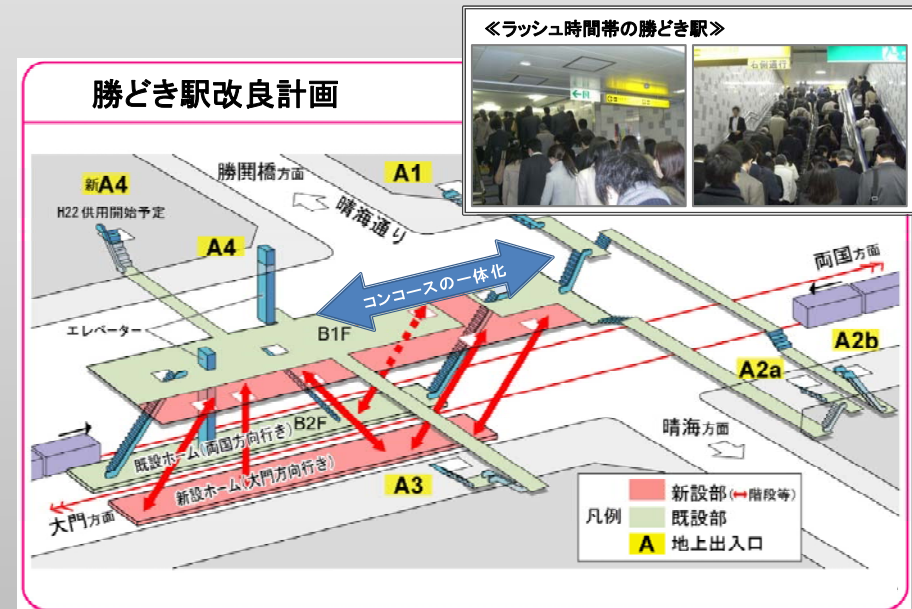 ≪ラッシュ時間帯の勝どき駅≫
右側通行
勝どき駅改良計画
新A4
H22 供用開始予定
勝鬨橋方面
A1
晴海通り
A4
コンコースの一体化
両国方面
エレベーター
B1F
A2b
A2a
B2F
既設ホーム(両国方向行き)
晴海方面
新設ホーム(大門方向行き)
A3
大門方面
凡例
新設部(⟷階段等)
既設部
A 地上出入口